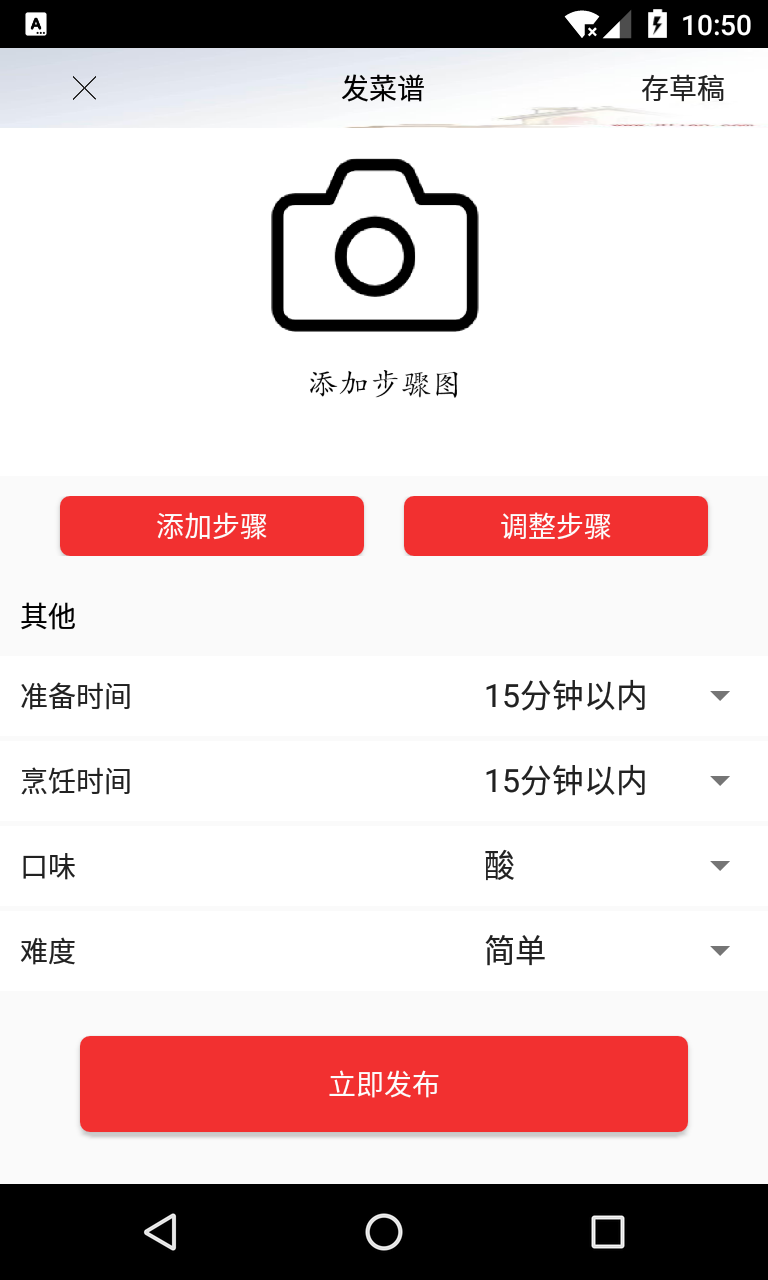 10:50
发菜谱
存草稿
添加步骤图
添加步骤
调整步骤
其他
准备时间
15分钟以内
烹饪时间
15分钟以内
口味
酸
难度
简单
立即发布